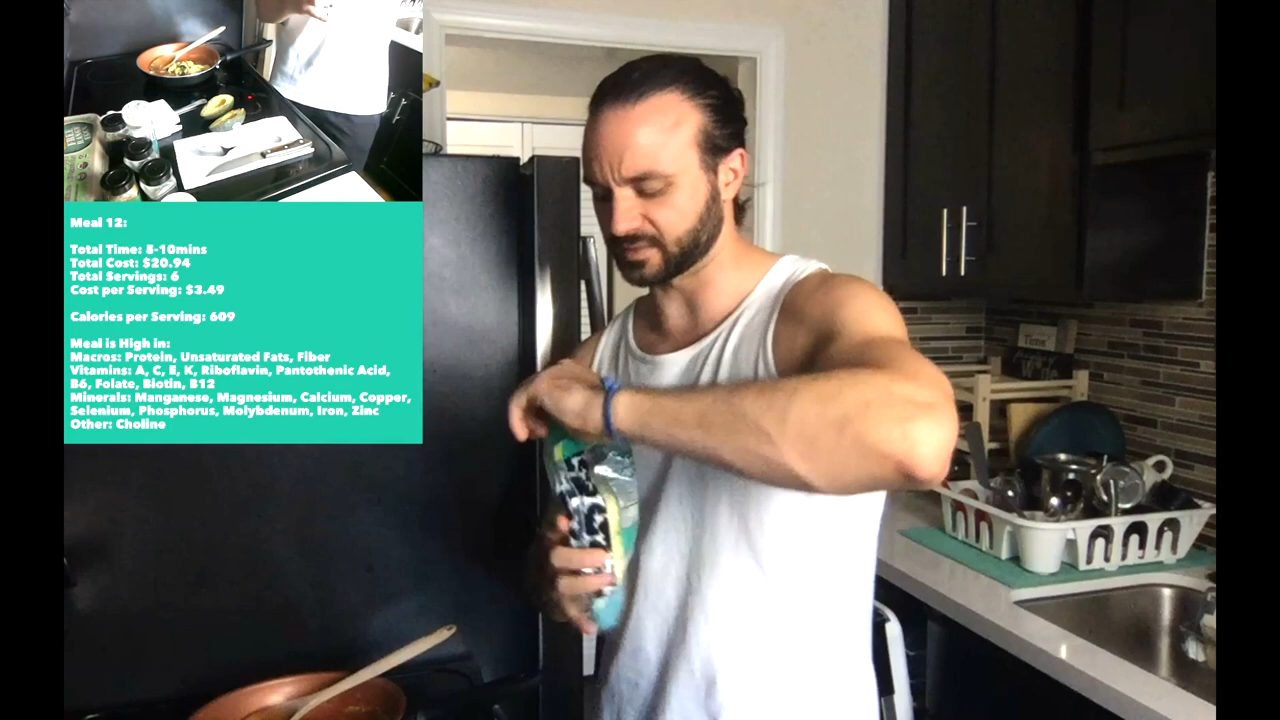 Meal 12:
Total Time: 5-10mins
Total Cost: $20.94
Total Servings: 6
Cost per Serving: $3.49
Calories per Serving: 609
Meal is High in:
Macros: Protein, Unsaturated Fats, Fiber
Vitamins: A, C, E, K, Riboflavin, Pantothenic Acid,
B6, Folate, Biotin, B12
Minerals: Manganese, Magnesium, Calcium, Copper,
Selenium, Phosphorus, Molybdenum, Iron, Zinc
Other: Choline